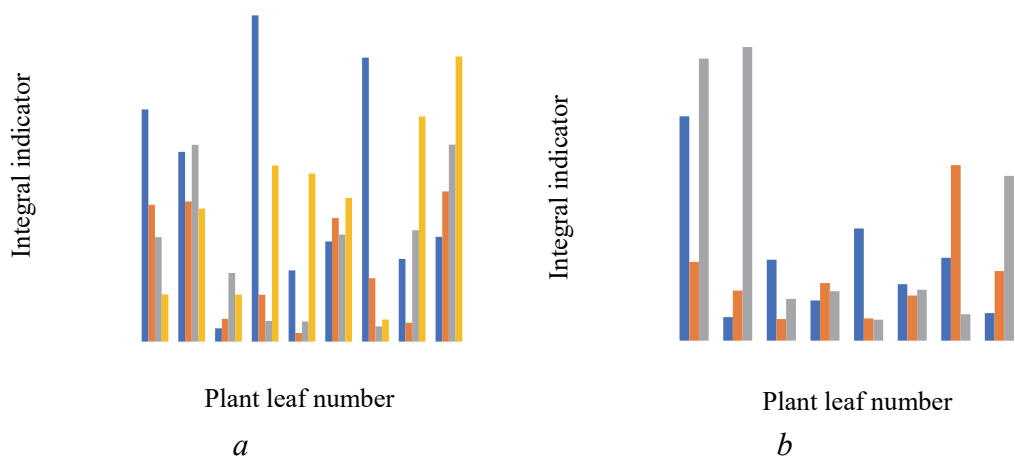 Integral indicator
Plant leaf number
a
Integral indicator
Plant leaf number
b